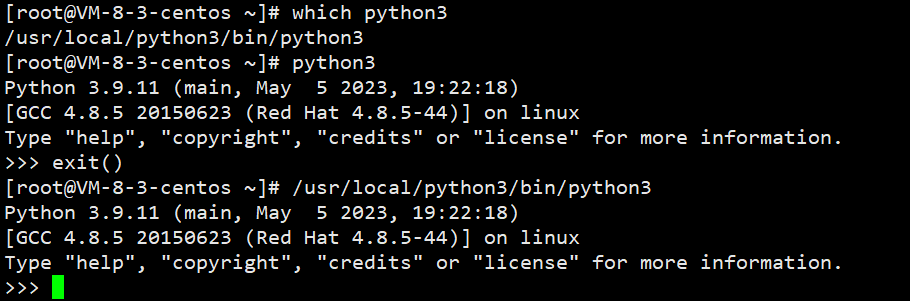 [root@VM-8-3-centos ~]# which python3
/usr/local/python3/bin/python3
[root@VM-8-3-centos ~]# python3
Python 3.9.11 (main, May  5 2023, 19:22:18)
[GCC 4.8.5 20150623 (Red Hat 4.8.5-44)] on linux
Type "help", "copyright", "credits" or "license" for more information.
>>> exit()
[root@VM-8-3-centos ~]# /usr/local/python3/bin/python3
Python 3.9.11 (main, May  5 2023, 19:22:18)
[GCC 4.8.5 20150623 (Red Hat 4.8.5-44)] on linux
Type "help", "copyright", "credits" or "license" for more information.
>>>